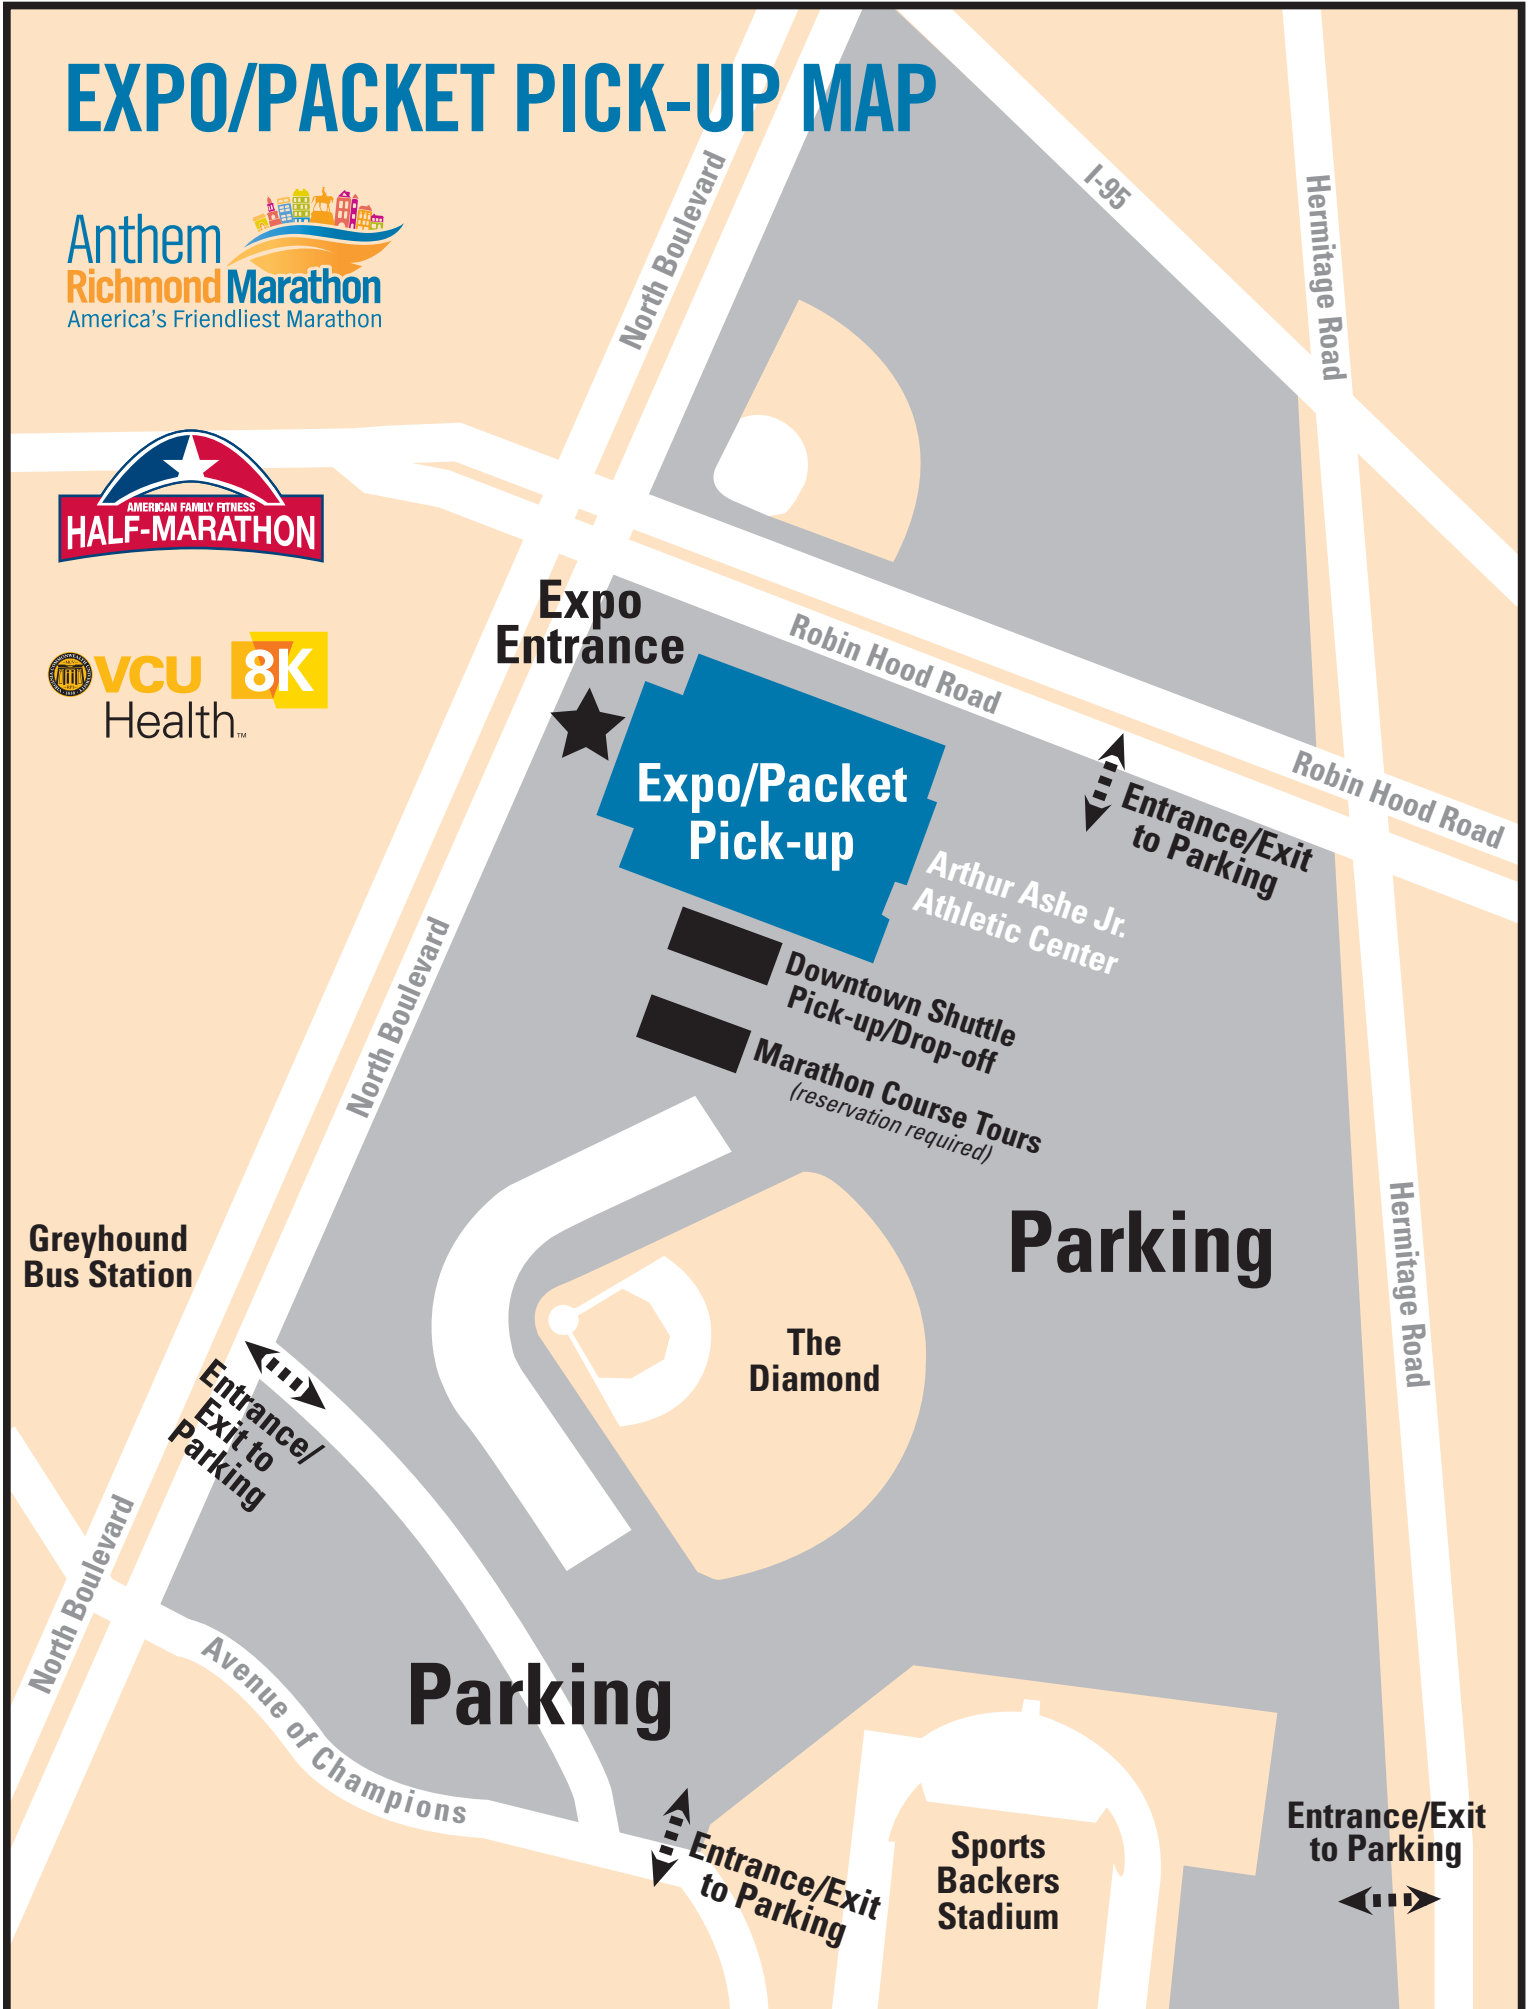 EXPO/PACKET PICK-UP MAP
Anthem
Richmond Marathon
America's Friendliest Marathon
AMERICAN FAMILY FITNESS
HALF-MARATHON
VCU
Health™
8K
North Boulevard
I-95
Hermitage Road
Expo
Entrance
Robin Hood Road
Robin Hood Road
Expo/Packet
Pick-up
Entrance/Exit
to Parking
Arthur Ashe Jr.
Athletic Center
North Boulevard
Downtown Shuttle
Pick-up/Drop-off
Marathon Course Tours
(reservation required)
Parking
Hermitage Road
Greyhound
Bus Station
The
Diamond
Entrance/
Exit to
Parking
North Boulevard
Avenue of Champions
Parking
Entrance/Exit
to Parking
Sports
Backers
Stadium
Entrance/Exit
to Parking